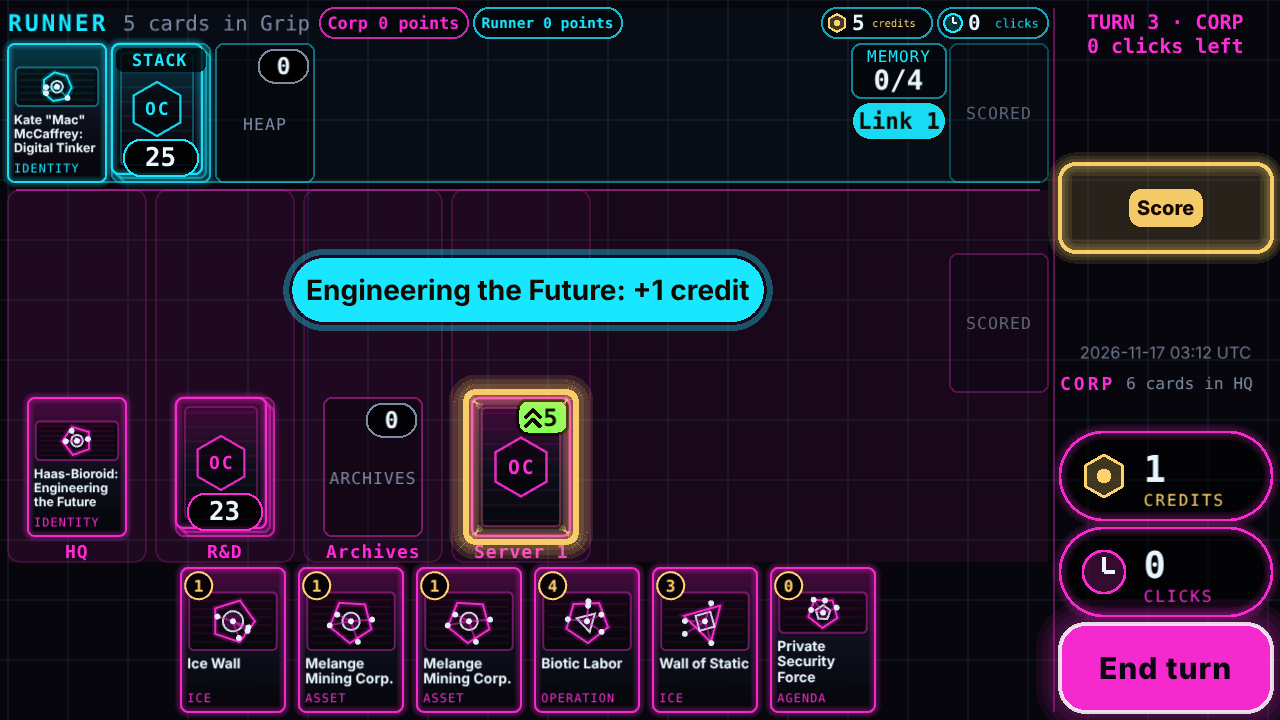 RUNNER 5 cards in Grip Corp 0 points Runner 0 points 5 credits 0 clicks
TURN 3 · CORP
0 clicks left
Kate "Mac"
McCaffrey:
Digital Tinker
IDENTITY
STACK
OC
25
0
HEAP
MEMORY
0/4
Link 1
SCORED
Score
Engineering the Future: +1 credit
SCORED
2026-11-17 03:12 UTC
CORP 6 cards in HQ
Haas-Bioroid:
Engineering
the Future
IDENTITY
HQ
OC
23
R&D
0
ARCHIVES
Archives
5
OC
Server 1
1
CREDITS
0
CLICKS
End turn
1
Ice Wall
ICE
1
Melange
Mining Corp.
ASSET
1
Melange
Mining Corp.
ASSET
4
Biotic Labor
OPERATION
3
Wall of Static
ICE
0
Private
Security
Force
AGENDA